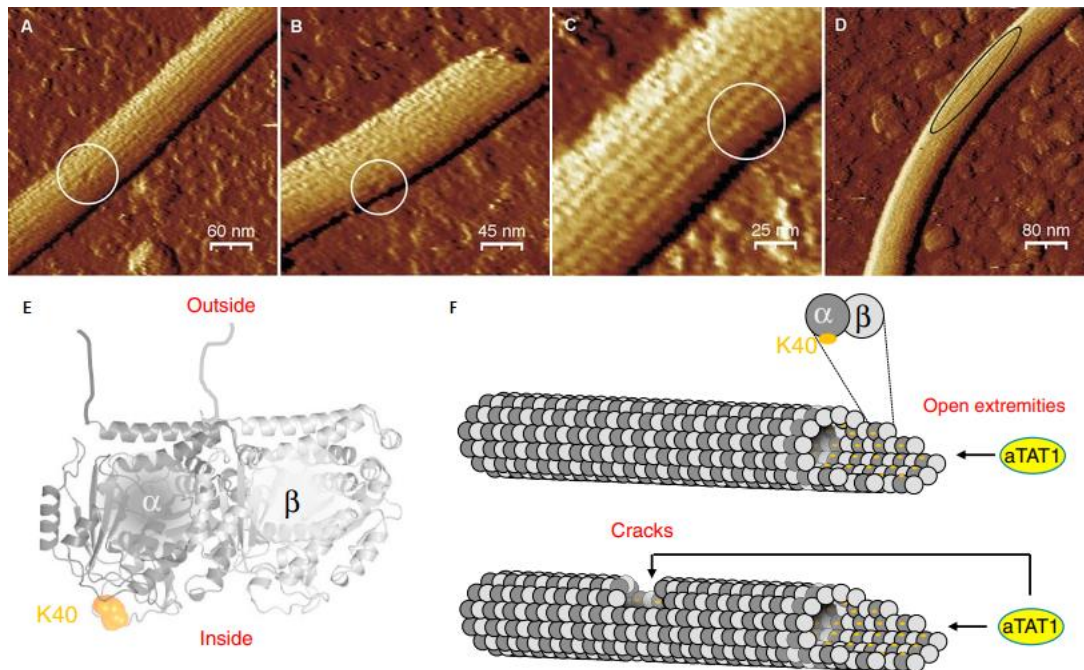 A
60 nm
B
45 nm
C
25 nm
D
80 nm
E
Outside
α
β
K40
Inside
F
α β
K40
Open extremities
aTAT1
Cracks
aTAT1